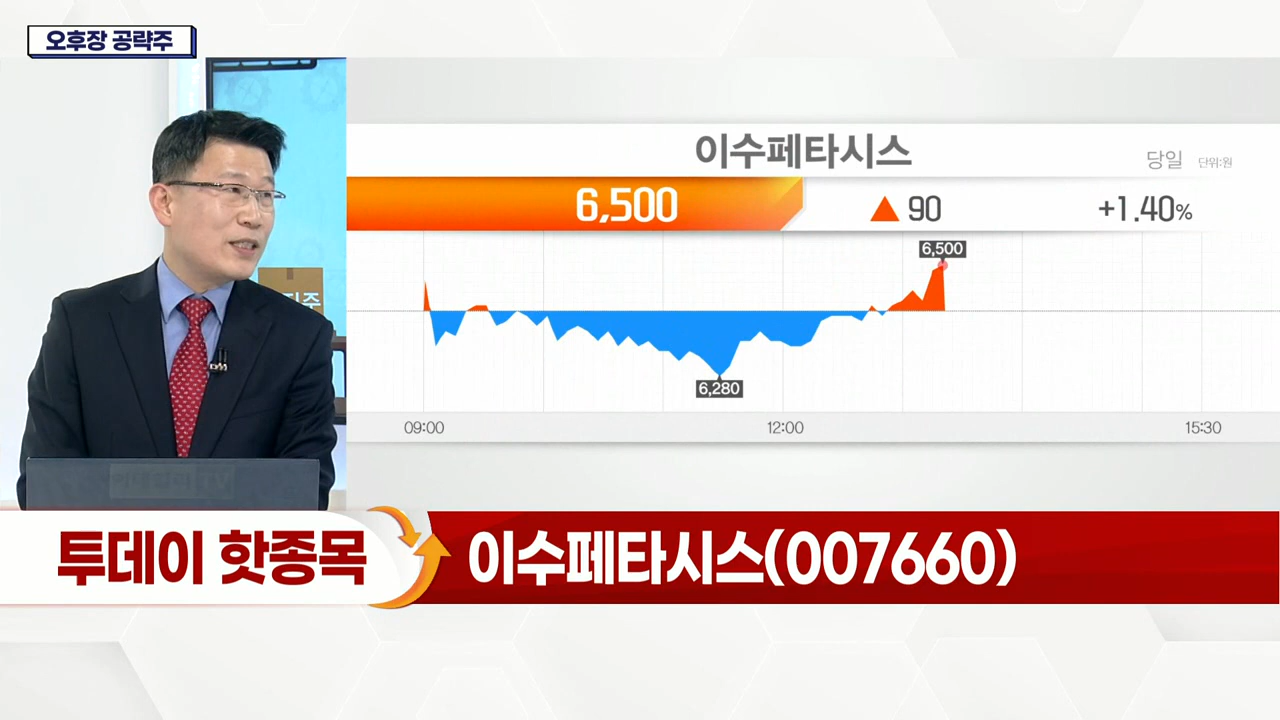 오후장 공략주
이수페타시스
당일 단위:원
6,500 ▲ 90 +1.40%
6,500
6,280
09:00 12:00 15:30
투데이 핫종목
이수페타시스(007660)